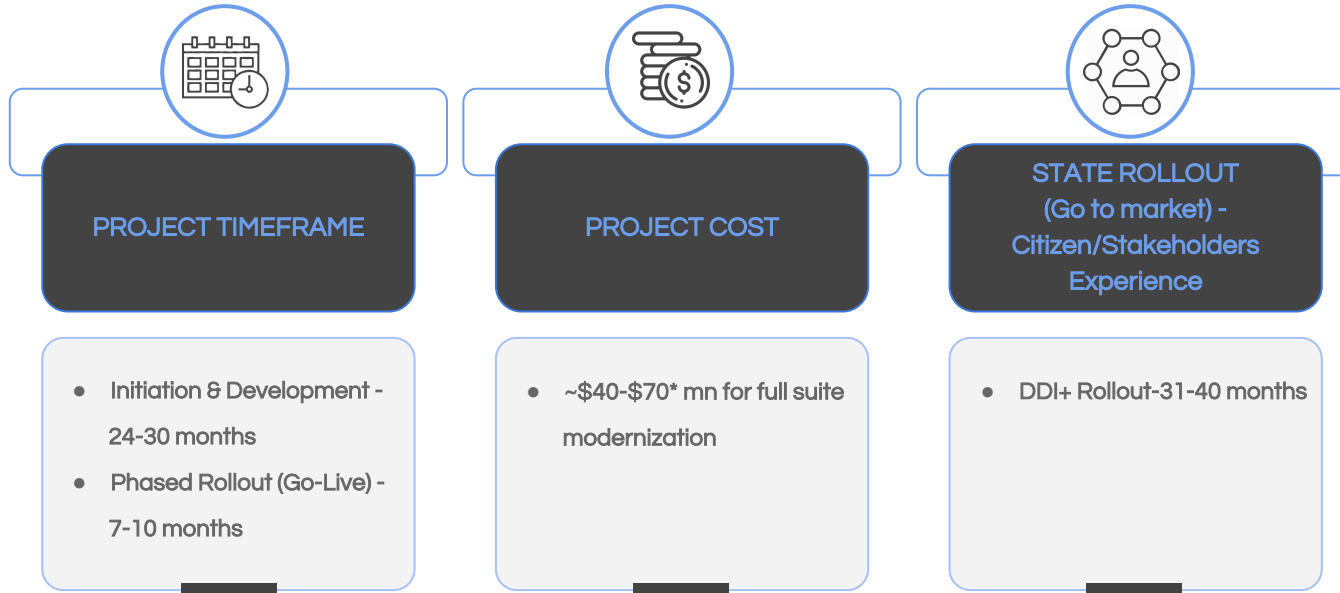 PROJECT TIMEFRAME
● Initiation & Development -
24-30 months
● Phased Rollout (Go-Live) -
7-10 months
$
PROJECT COST
● ~$40-$70* mn for full suite
modernization
STATE ROLLOUT
(Go to market) -
Citizen/Stakeholders
Experience
● DDI+ Rollout-31-40 months